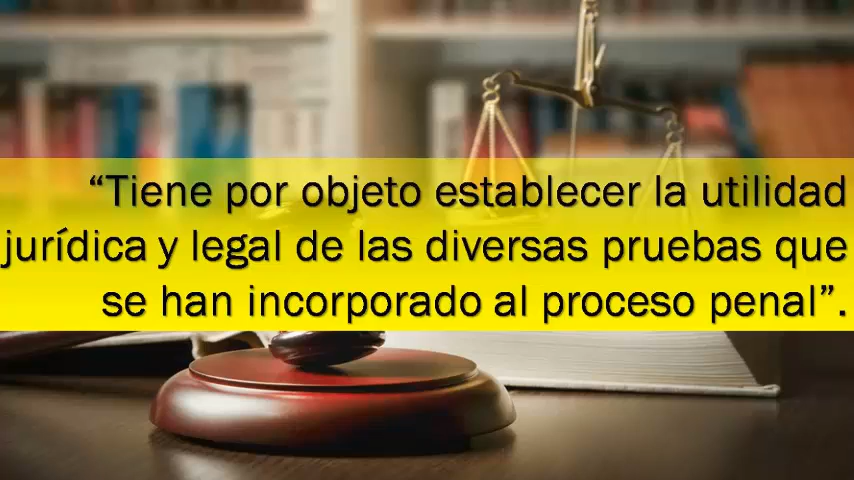 “Tiene por objeto establecer la utilidad
jurídica y legal de las diversas pruebas que
se han incorporado al proceso penal”.